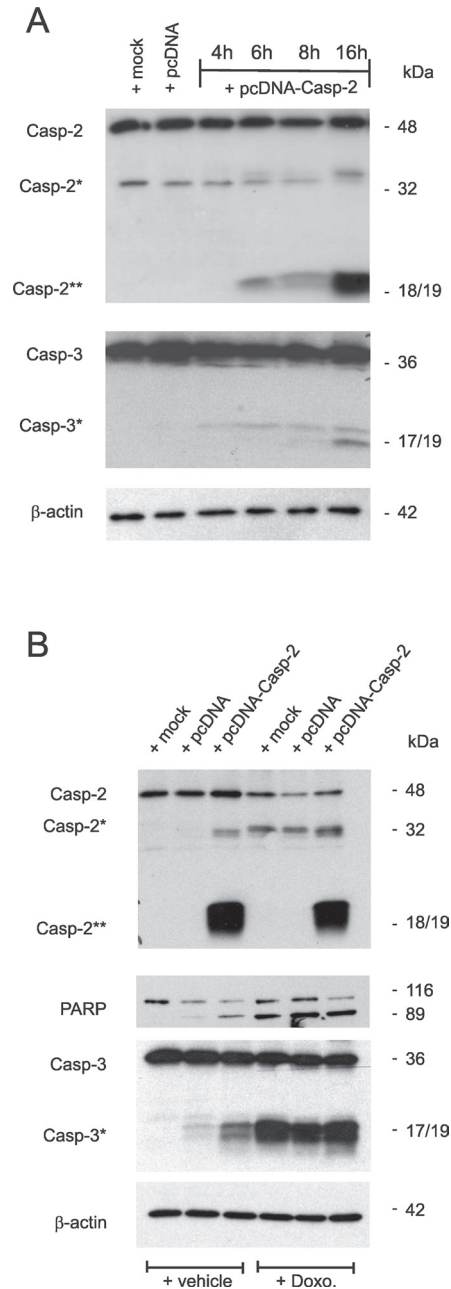 A
+ mock
+ pcDNA
4h 6h 8h 16h
+ pcDNA-Casp-2
kDa
Casp-2 - 48
Casp-2* - 32
Casp-2** - 18/19
Casp-3 - 36
Casp-3* - 17/19
β-actin - 42
B
+ mock
+ pcDNA
+ pcDNA-Casp-2
+ mock
+ pcDNA
+ pcDNA-Casp-2
kDa
Casp-2 - 48
Casp-2* - 32
Casp-2** - 18/19
- 116
PARP - 89
Casp-3 - 36
Casp-3* - 17/19
β-actin - 42
+ vehicle + Doxo.